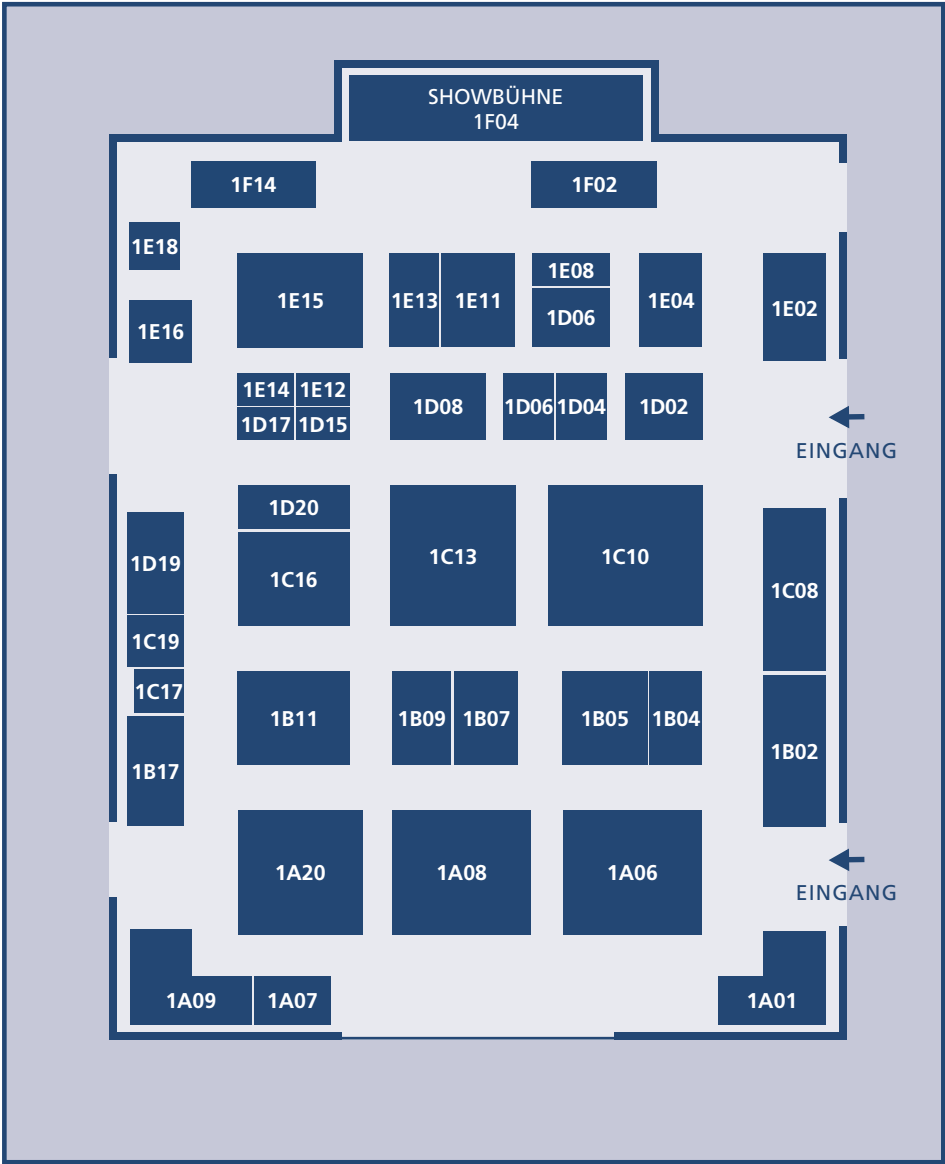 SHOWBÜHNE
1F04
1F14
1F02
1E18
1E16
1E15
1E13
1E11
1E08
1D06
1E04
1E02
1E14
1E12
1D17
1D15
1D08
1D06
1D04
1D02
EINGANG
1D20
1C16
1C13
1C10
1C08
1D19
1C19
1C17
1B17
1B11
1B09
1B07
1B05
1B04
1B02
1A20
1A08
1A06
EINGANG
1A09
1A07
1A01